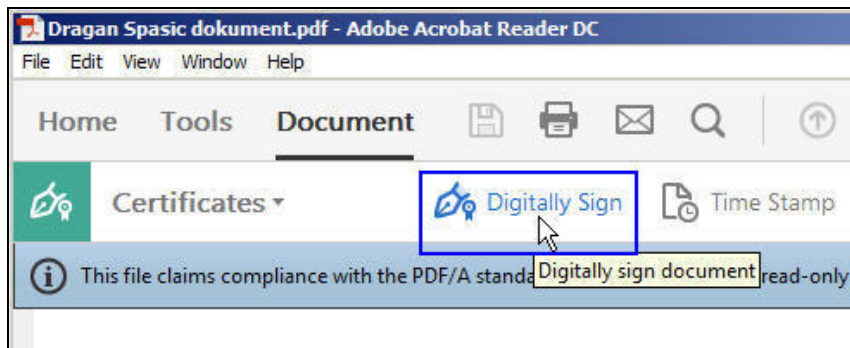 Dragan Spasic dokument.pdf - Adobe Acrobat Reader DC
File Edit View Window Help
Home Tools Document
Certificates Digitally Sign Time Stamp
This file claims compliance with the PDF/A standa Digitally sign document read-only